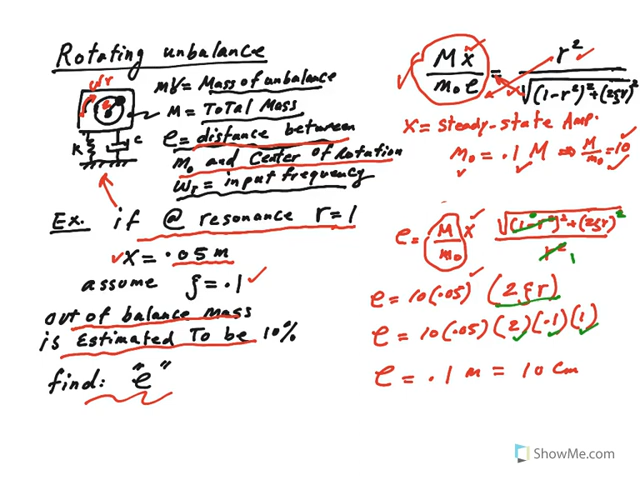 Rotating unbalance
ωr
m₀ = Mass of unbalance
M = Total Mass
e = distance between
m₀ and Center of Rotation
ωr = input frequency
K
C
Ex. if @ resonance r = 1
x = .05 m
assume ζ = .1
out of balance mass
is Estimated To be 10%
find: "e"
Mx / m₀e = r² / √((1-r²)² + (2ζr)²)
x = steady-state Amp.
m₀ = .1 M ⇒ M/m₀ = 10
e = (M/m₀) x √((1-r²)² + (2ζr)²) / r² 1
e = 10(.05) (2ζr)
e = 10(.05)(2)(.1)(1)
e = .1 m = 10 cm
ShowMe.com